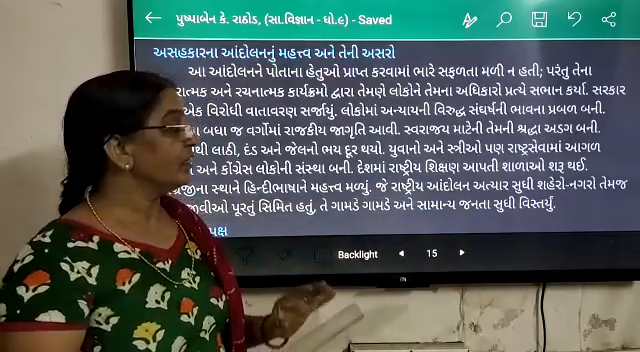 પુષ્પાબેન કે. રાઠોડ, (સા.વિજ્ઞાન - ધો.૯) - Saved
અસહકારના આંદોલનનું મહત્ત્વ અને તેની અસરો
આ આંદોલનને પોતાના હેતુઓ પ્રાપ્ત કરવામાં ભારે સફળતા મળી ન હતી; પરંતુ તેના
રાત્મક અને રચનાત્મક કાર્યક્રમો દ્વારા તેમણે લોકોને તેમના અધિકારો પ્રત્યે સભાન કર્યા. સરકાર
એક વિરોધી વાતાવરણ સર્જાયું. લોકોમાં અન્યાયની વિરુદ્ધ સંઘર્ષની ભાવના પ્રબળ બની.
બધા જ વર્ગોમાં રાજકીય જાગૃતિ આવી. સ્વરાજય માટેની તેમની શ્રદ્ધા અડગ બની.
થી લાઠી, દંડ અને જેલનો ભય દૂર થયો. યુવાનો અને સ્ત્રીઓ પણ રાષ્ટ્રસેવામાં આગળ
અને કોંગ્રેસ લોકોની સંસ્થા બની. દેશમાં રાષ્ટ્રીય શિક્ષણ આપતી શાળાઓ શરૂ થઈ.
જીના સ્થાને હિન્દીભાષાને મહત્ત્વ મળ્યું. જે રાષ્ટ્રીય આંદોલન અત્યાર સુધી શહેરો-નગરો તેમજ
જીવીઓ પૂરતું સિમિત હતું, તે ગામડે ગામડે અને સામાન્ય જનતા સુધી વિસ્તર્યું.
પક્ષ
Backlight 15